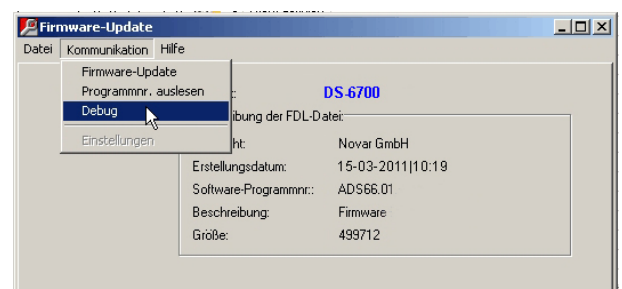 Firmware-Update
Datei Kommunikation Hilfe
Firmware-Update
Programmnr. auslesen
Debug
Einstellungen
DS-6700
ibung der FDL-Datei:
ht: Novar GmbH
Erstellungsdatum: 15-03-2011|10:19
Software-Programmnr.: ADS66.01
Beschreibung: Firmware
Größe: 499712